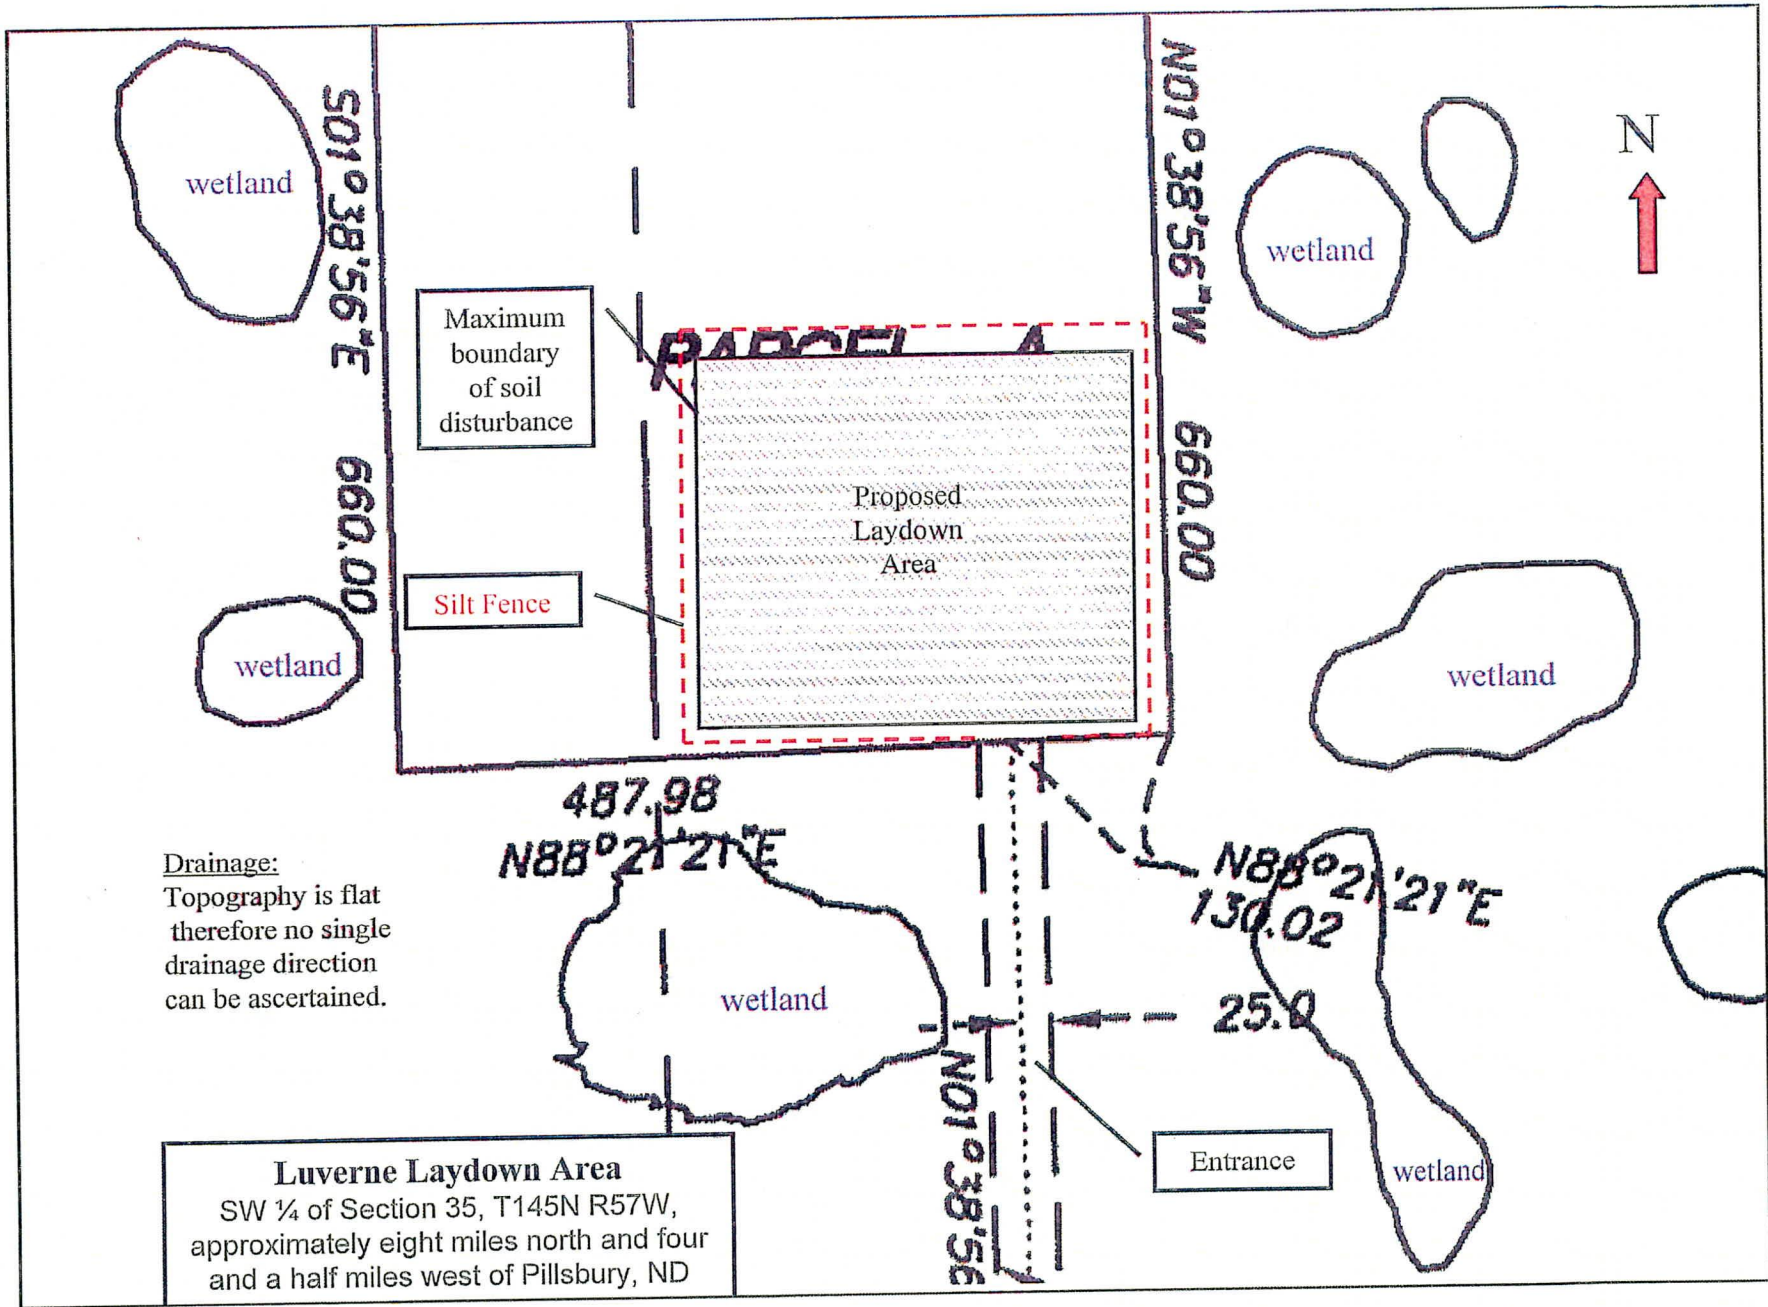 S01°38'56"E
660.00
N01°38'56"W
660.00
N
wetland
wetland
Maximum
boundary
of soil
disturbance
PARCEL A
Proposed
Laydown
Area
Silt Fence
wetland
wetland
487.98
N88°21'21"E
N88°21'21"E
130.02
Drainage:
Topography is flat
therefore no single
drainage direction
can be ascertained.
wetland
25.0
N01°38'56
Entrance
wetland
Luverne Laydown Area
SW ¼ of Section 35, T145N R57W,
approximately eight miles north and four
and a half miles west of Pillsbury, ND